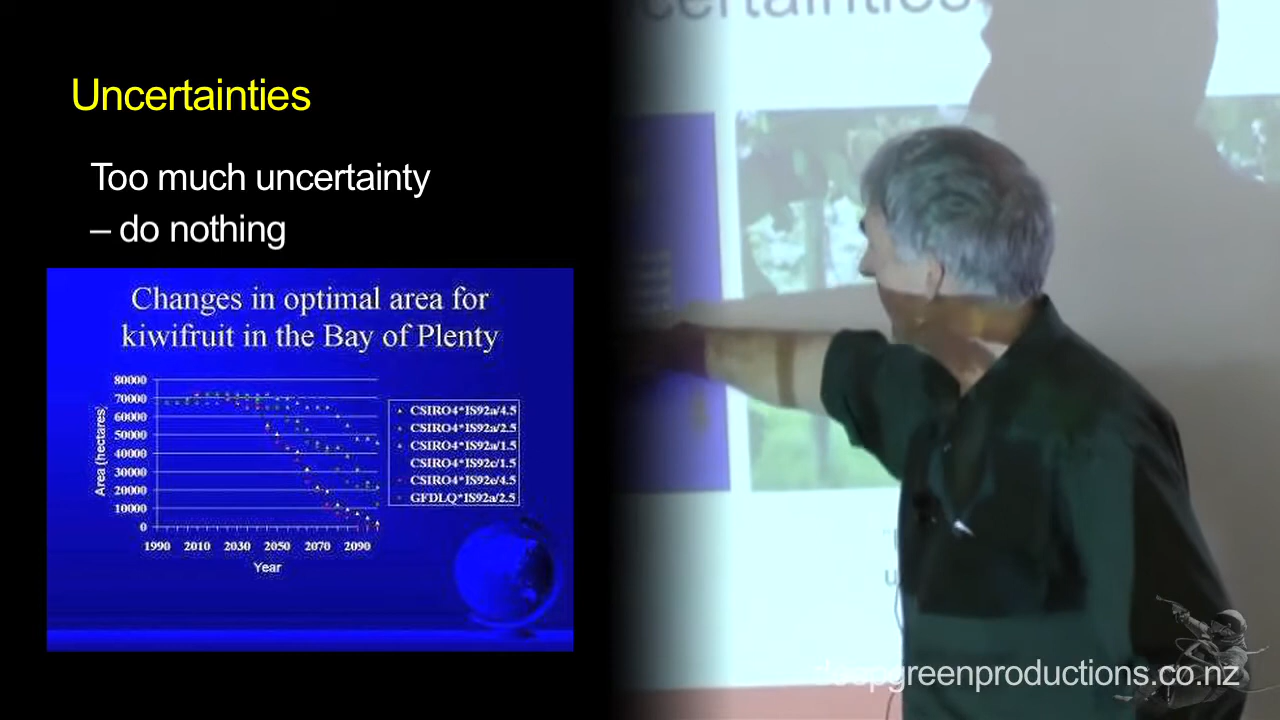 Uncertainties
Too much uncertainty
– do nothing
Changes in optimal area for
kiwifruit in the Bay of Plenty
80000
70000
60000
50000
40000
30000
20000
10000
0
Area (hectares)
1990 2010 2030 2050 2070 2090
Year
CSIRO4*IS92a/4.5
CSIRO4*IS92a/2.5
CSIRO4*IS92a/1.5
CSIRO4*IS92c/1.5
CSIRO4*IS92e/4.5
GFDLQ*IS92a/2.5
deepgreenproductions.co.nz